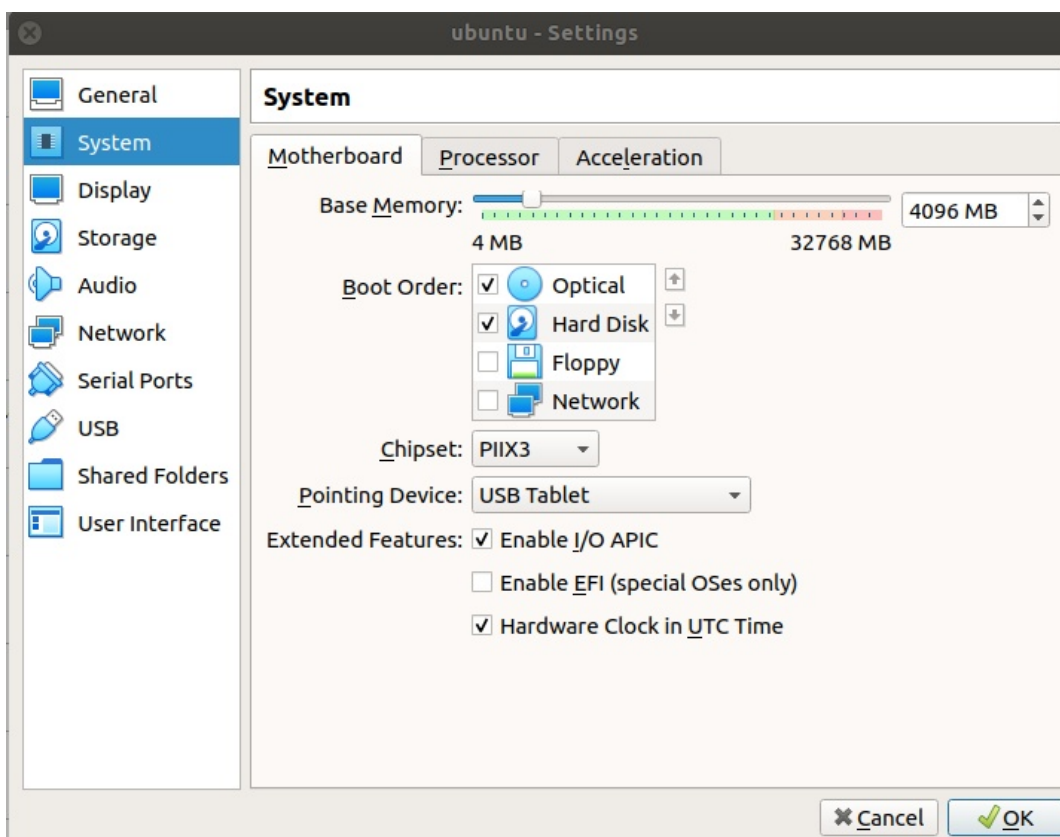 ubuntu - Settings
General
System
Display
Storage
Audio
Network
Serial Ports
USB
Shared Folders
User Interface
System
Motherboard Processor Acceleration
Base Memory: 4096 MB
4 MB 32768 MB
Boot Order: Optical
Hard Disk
Floppy
Network
Chipset: PIIX3
Pointing Device: USB Tablet
Extended Features: Enable I/O APIC
Enable EFI (special OSes only)
Hardware Clock in UTC Time
Cancel OK